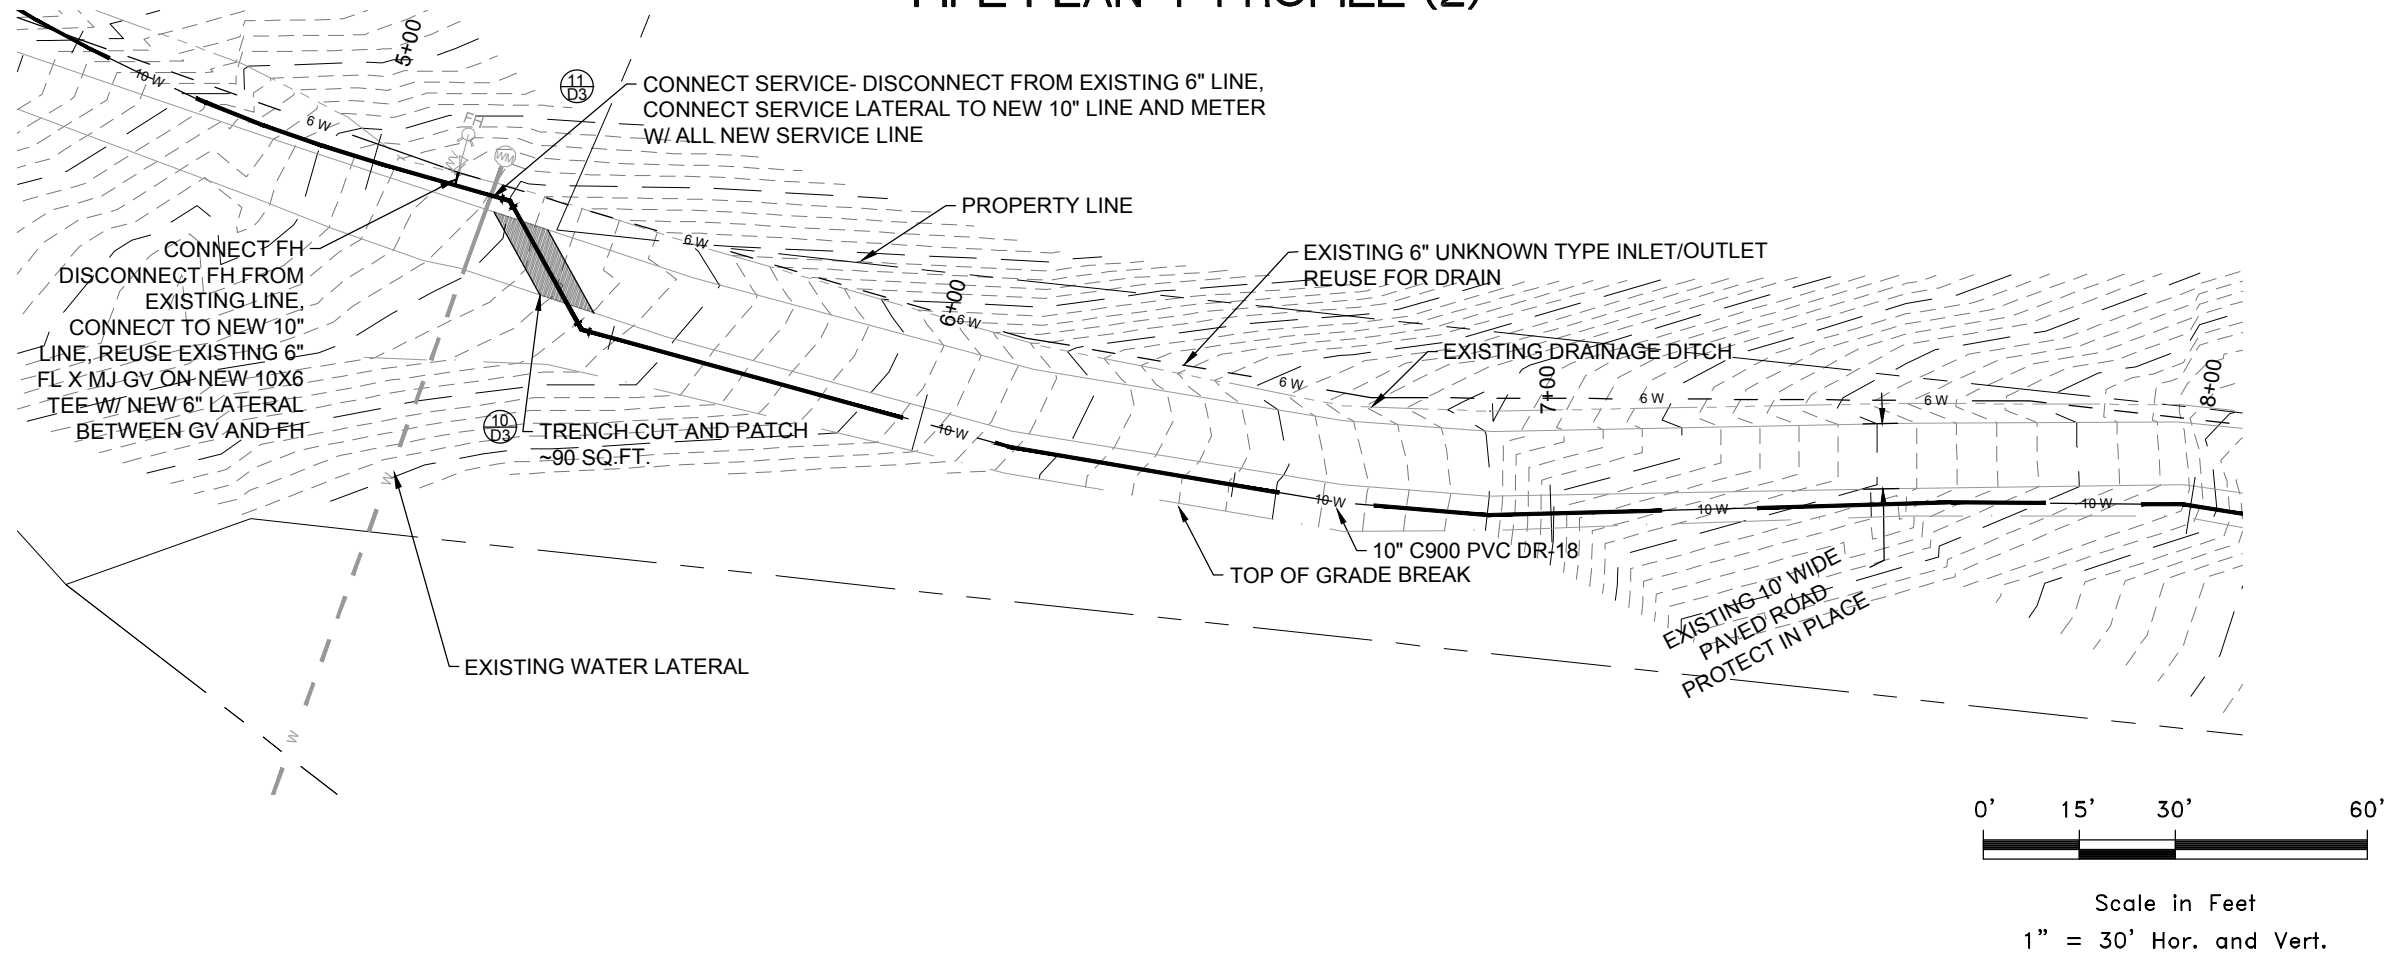 5+00
11
D3
CONNECT SERVICE- DISCONNECT FROM EXISTING 6" LINE,
CONNECT SERVICE LATERAL TO NEW 10" LINE AND METER
W/ ALL NEW SERVICE LINE
10 W
6 W
FH
W
WM
PROPERTY LINE
CONNECT FH
DISCONNECT FH FROM
EXISTING LINE,
CONNECT TO NEW 10"
LINE, REUSE EXISTING 6"
FL X MJ GV ON NEW 10X6
TEE W/ NEW 6" LATERAL
BETWEEN GV AND FH
6 W
EXISTING 6" UNKNOWN TYPE INLET/OUTLET
REUSE FOR DRAIN
6+00
6 W
EXISTING DRAINAGE DITCH
6 W
7+00
6 W
6 W
8+00
10
D3
TRENCH CUT AND PATCH
~90 SQ.FT.
10 W
W
10 W
10 W
10 W
10" C900 PVC DR-18
TOP OF GRADE BREAK
EXISTING 10' WIDE
PAVED ROAD
PROTECT IN PLACE
EXISTING WATER LATERAL
W
0' 15' 30' 60'
Scale in Feet
1" = 30' Hor. and Vert.